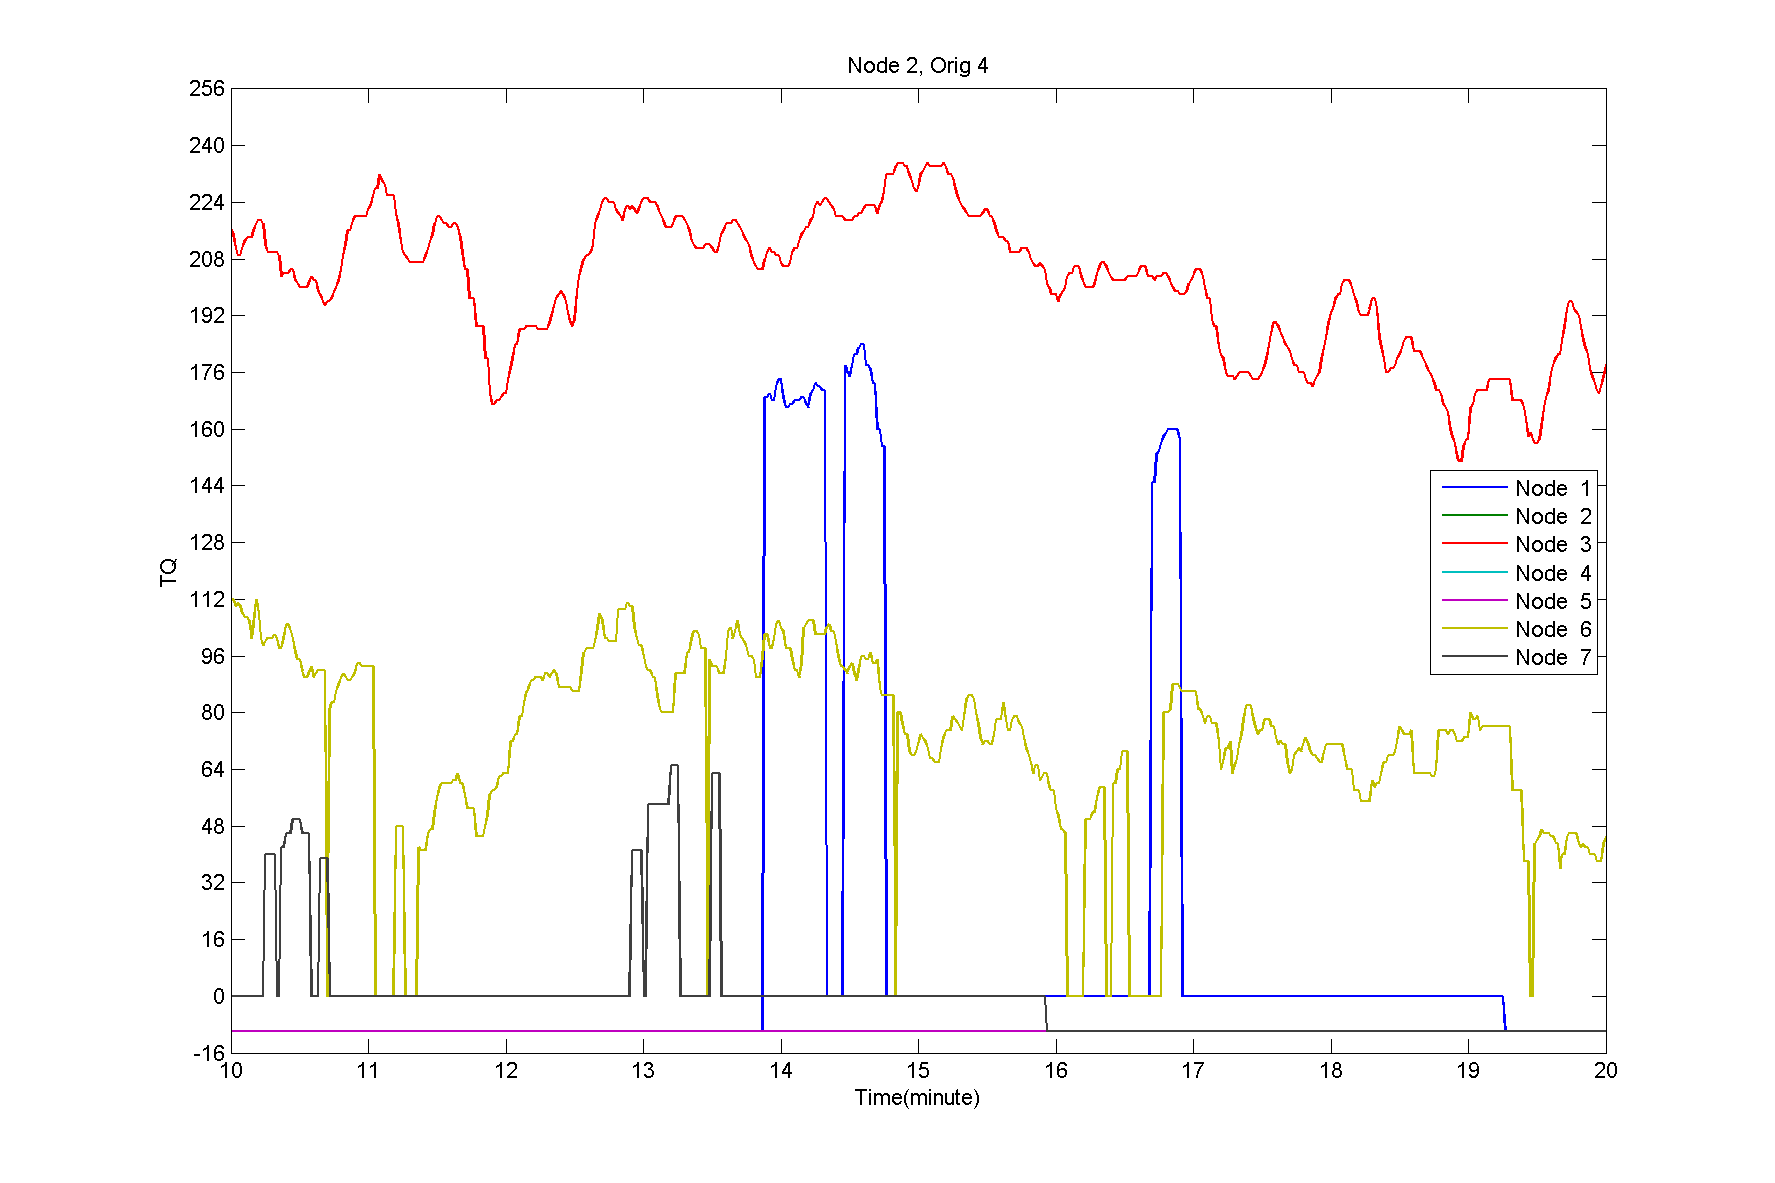 Node 2, Orig 4
256
240
224
208
192
176
160
144
128
112
96
80
64
48
32
16
0
-16
TQ
Node 1
Node 2
Node 3
Node 4
Node 5
Node 6
Node 7
10 11 12 13 14 15 16 17 18 19 20
Time(minute)